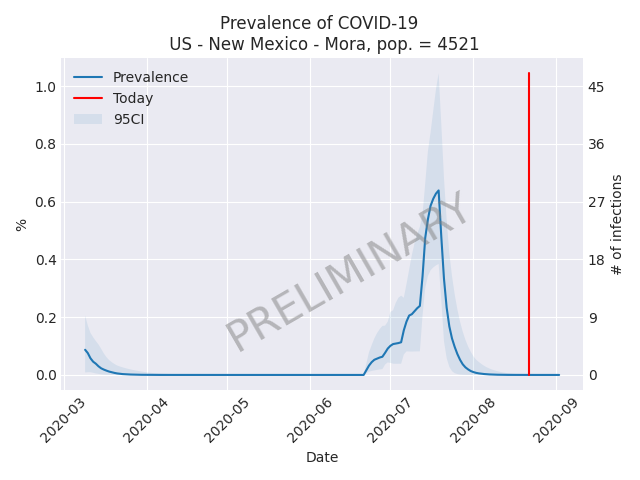 Prevalence of COVID-19
US - New Mexico - Mora, pop. = 4521
Prevalence
Today
95CI
1.0
0.8
0.6
0.4
0.2
0.0
%
45
36
27
18
9
0
# of infections
PRELIMINARY
2020-03
2020-04
2020-05
2020-06
2020-07
2020-08
2020-09
Date